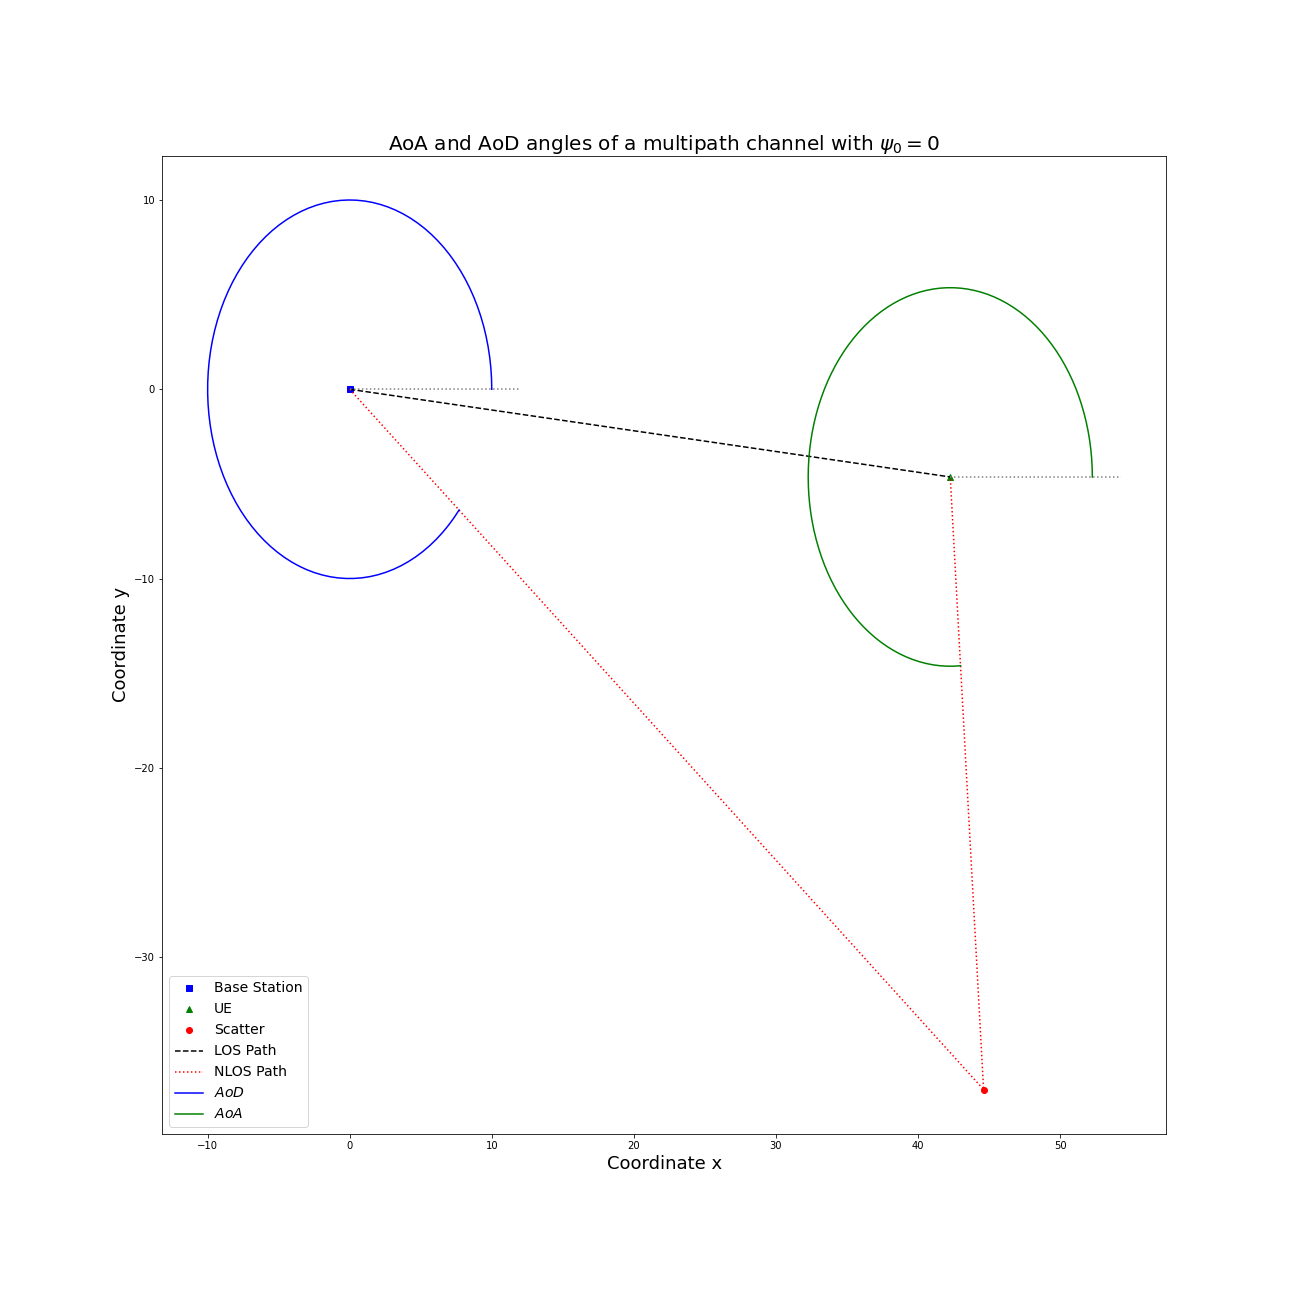 AoA and AoD angles of a multipath channel with ψ₀ = 0
10
0
−10
−20
−30
Coordinate y
Base Station
UE
Scatter
LOS Path
NLOS Path
AoD
AoA
−10 0 10 20 30 40 50
Coordinate x